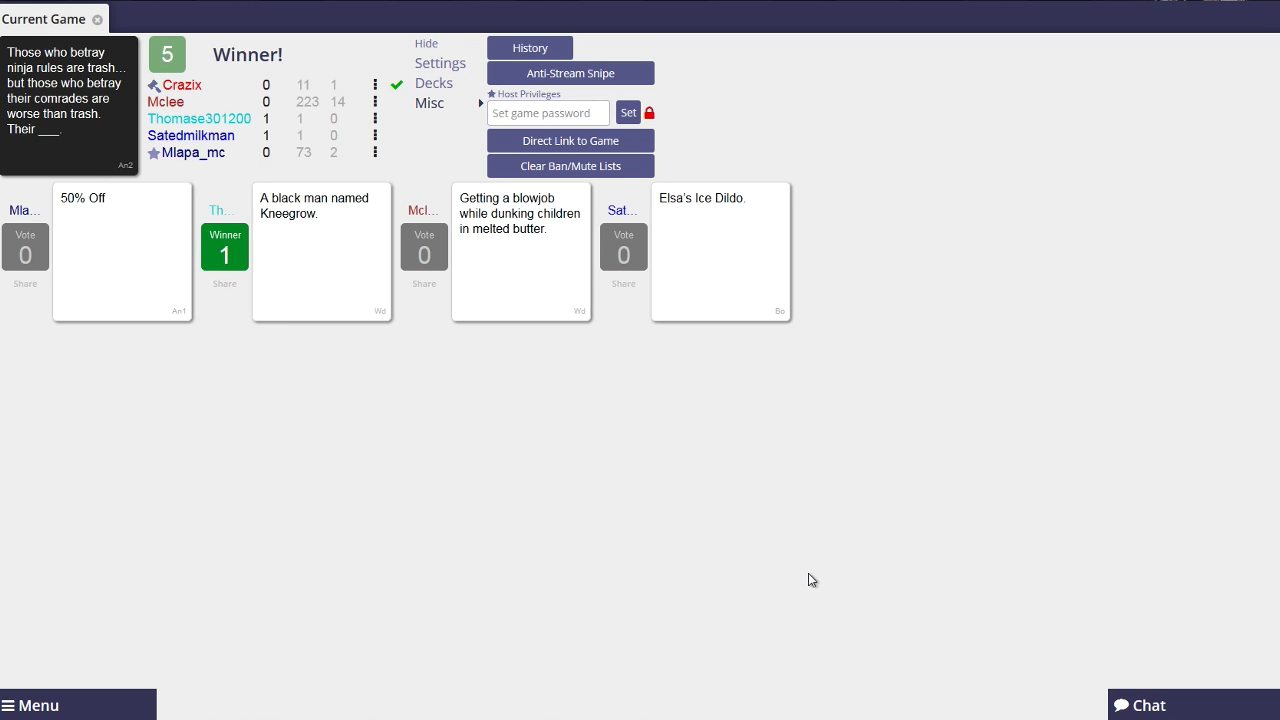 Current Game
Those who betray
ninja rules are trash...
but those who betray
their comrades are
worse than trash.
Their ___.
An2
5
Winner!
Crazix 0 11 1
Mclee 0 223 14
Thomase301200 1 1 0
Satedmilkman 1 1 0
Mlapa_mc 0 73 2
Hide
Settings
Decks
Misc
History
Anti-Stream Snipe
Host Privileges
Set game password
Set
Direct Link to Game
Clear Ban/Mute Lists
Mla...
Vote
0
Share
50% Off
An1
Th...
Winner
1
Share
A black man named
Kneegrow.
Wd
Mcl...
Vote
0
Share
Getting a blowjob
while dunking children
in melted butter.
Wd
Sat...
Vote
0
Share
Elsa's Ice Dildo.
Bo
Menu
Chat